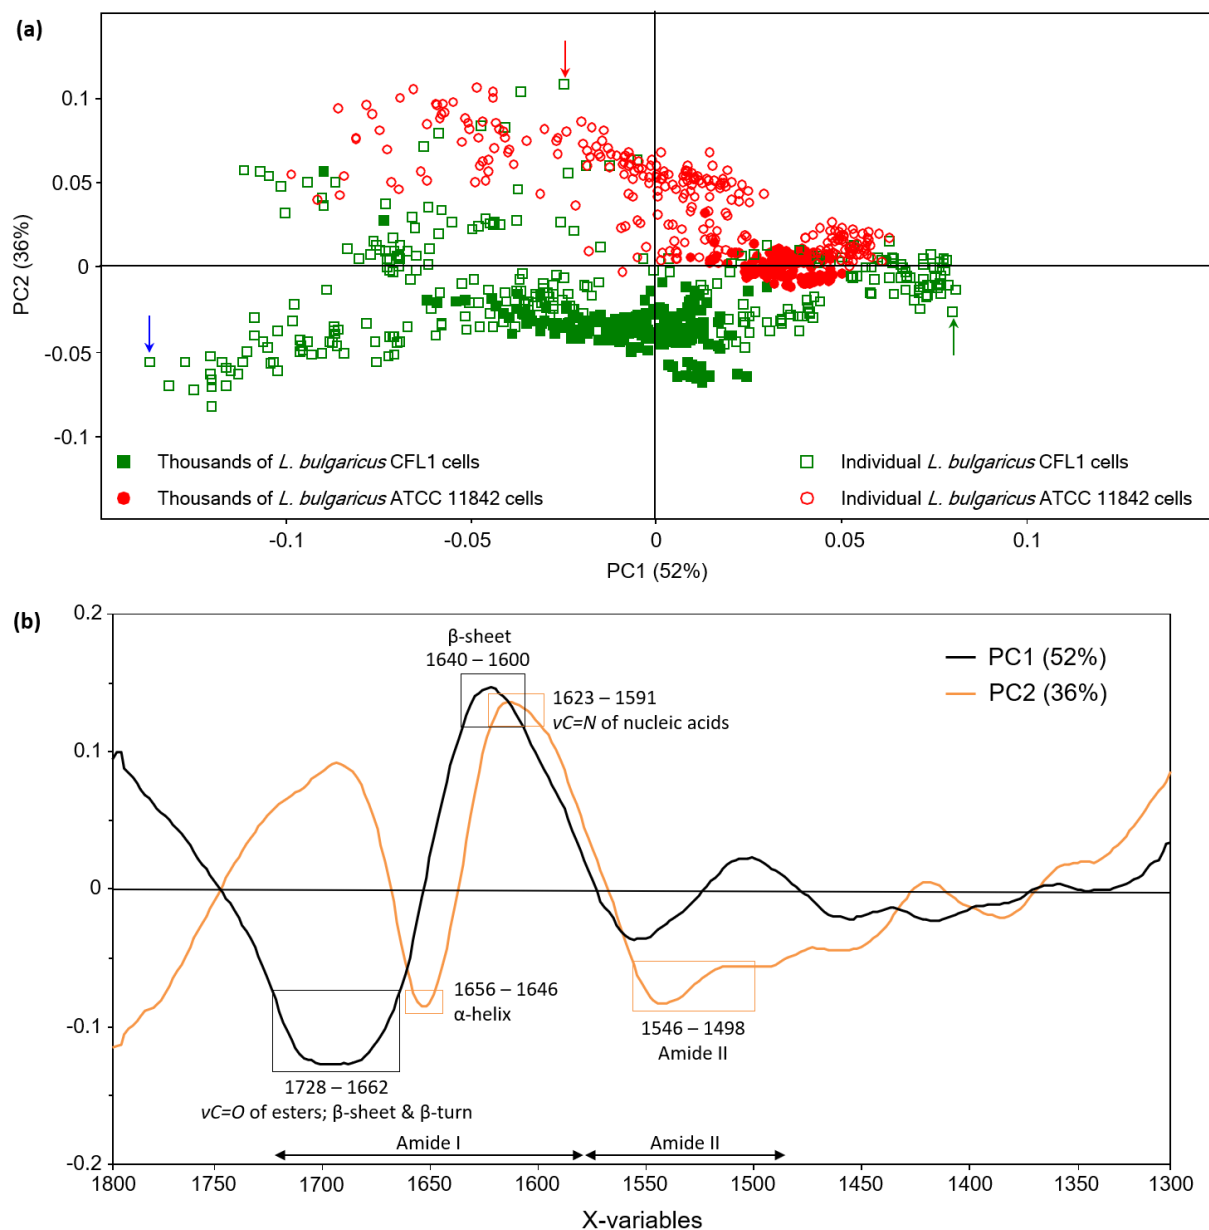 (a)
0.1
0.05
0
-0.05
-0.1
PC2 (36%)
Thousands of L. bulgaricus CFL1 cells
Thousands of L. bulgaricus ATCC 11842 cells
Individual L. bulgaricus CFL1 cells
Individual L. bulgaricus ATCC 11842 cells
-0.1 -0.05 0 0.05 0.1
PC1 (52%)
(b)
0.2
0.1
0
-0.1
-0.2
β-sheet
1640 – 1600
1623 – 1591
νC=N of nucleic acids
PC1 (52%)
PC2 (36%)
1656 – 1646
α-helix
1546 – 1498
Amide II
1728 – 1662
νC=O of esters; β-sheet & β-turn
Amide I Amide II
1800 1750 1700 1650 1600 1550 1500 1450 1400 1350 1300
X-variables